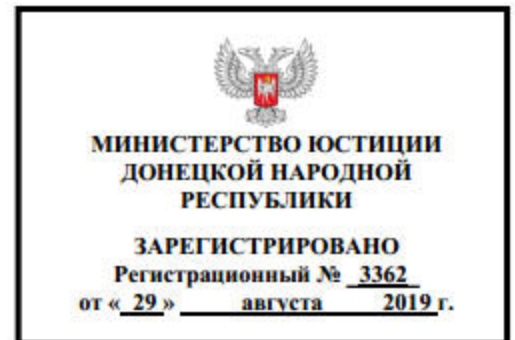 МИНИСТЕРСТВО ЮСТИЦИИ
ДОНЕЦКОЙ НАРОДНОЙ
РЕСПУБЛИКИ
ЗАРЕГИСТРИРОВАНО
Регистрационный № 3362
от « 29 » августа 2019 г.